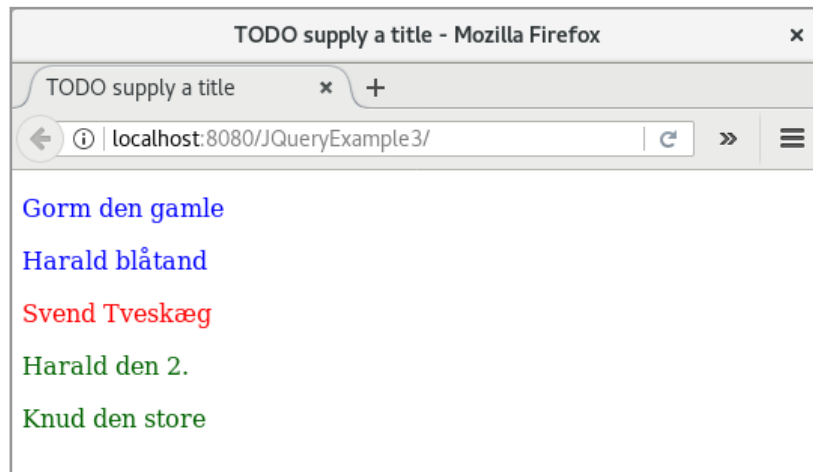 TODO supply a title - Mozilla Firefox
TODO supply a title
localhost:8080/JQueryExample3/
Gorm den gamle
Harald blåtand
Svend Tveskæg
Harald den 2.
Knud den store